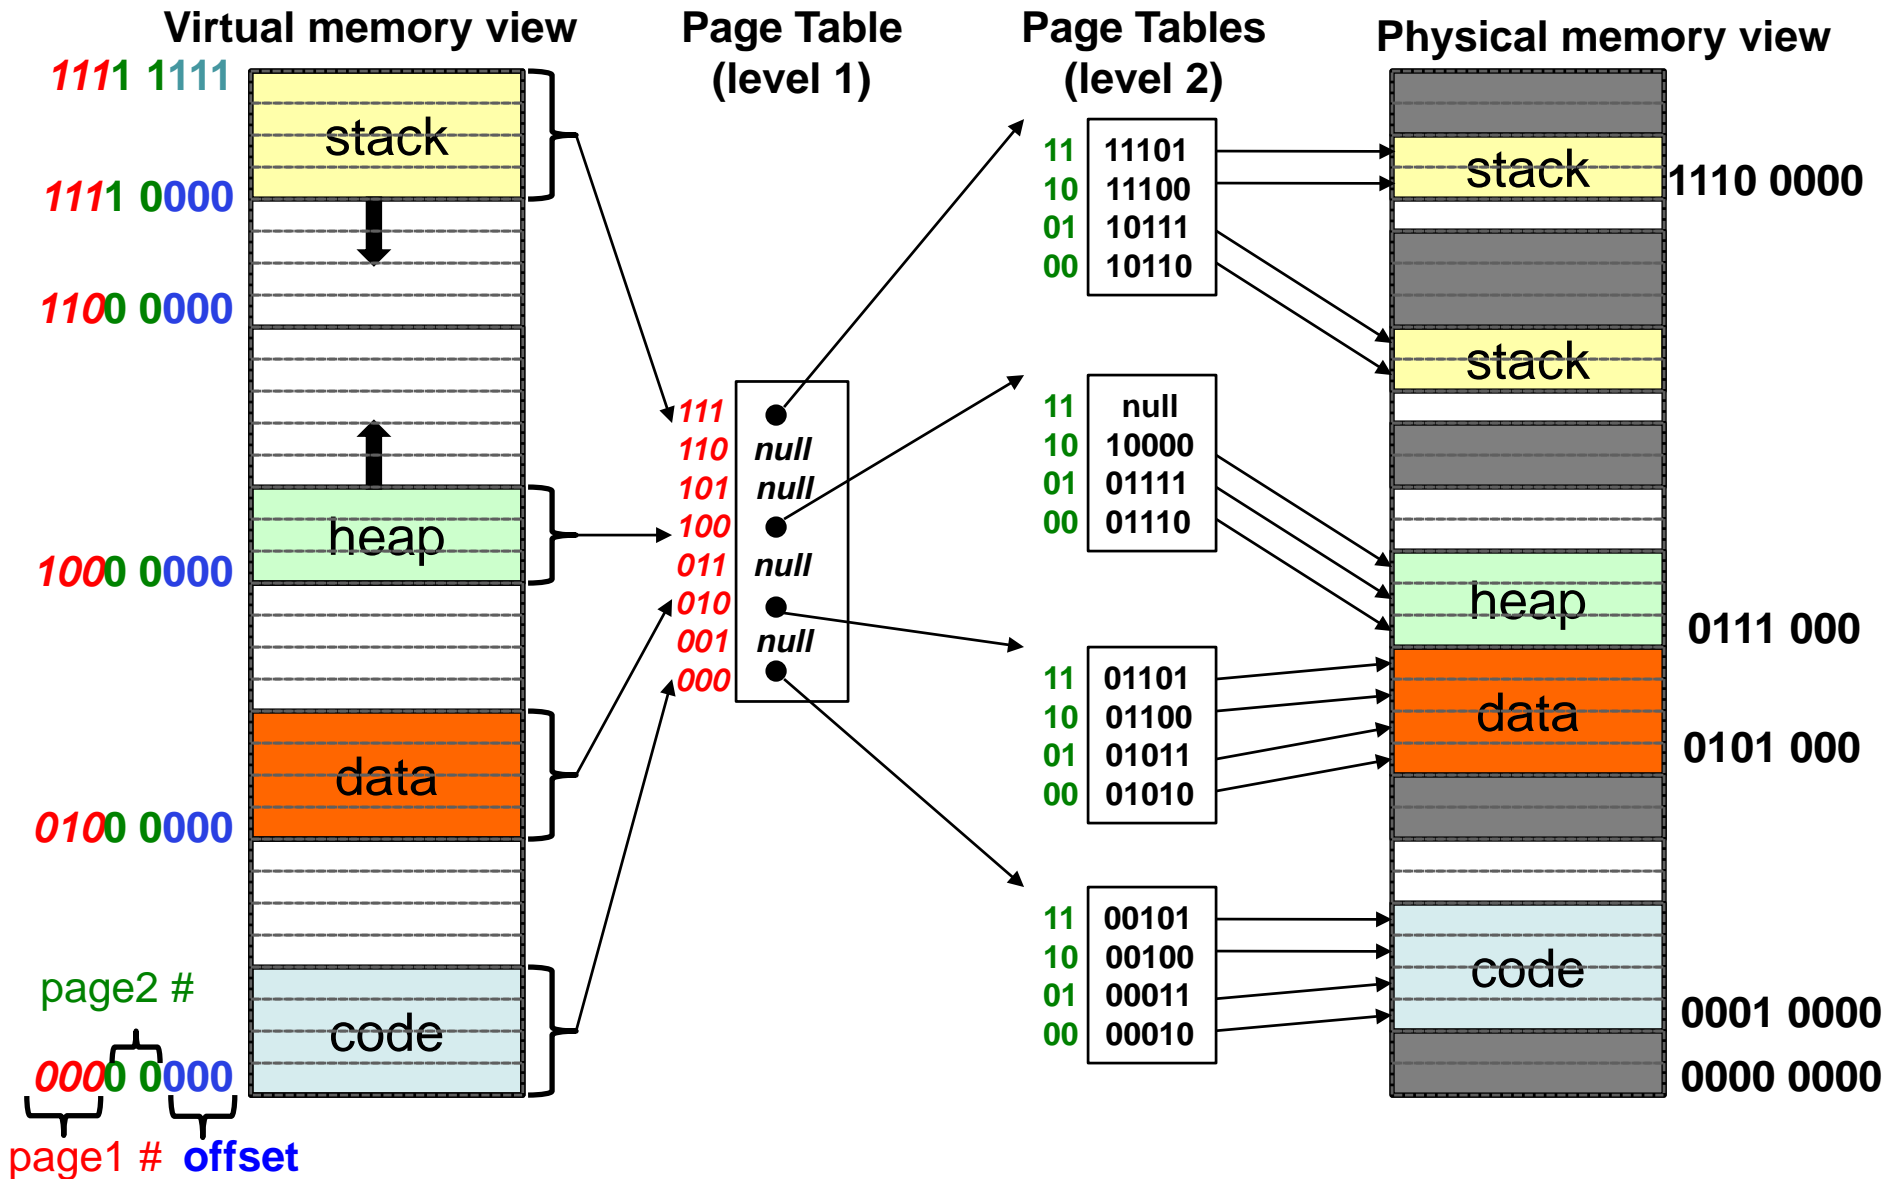 Virtual memory view
Page Table
(level 1)
Page Tables
(level 2)
Physical memory view
1111 1111
stack
1111 0000
1100 0000
heap
1000 0000
data
0100 0000
page2 #
code
0000 0000
page1 #
offset
111
110 null
101 null
100
011 null
010
001 null
000
11 11101
10 11100
01 10111
00 10110
11 null
10 10000
01 01111
00 01110
11 01101
10 01100
01 01011
00 01010
11 00101
10 00100
01 00011
00 00010
stack
1110 0000
stack
heap
0111 000
data
0101 000
code
0001 0000
0000 0000